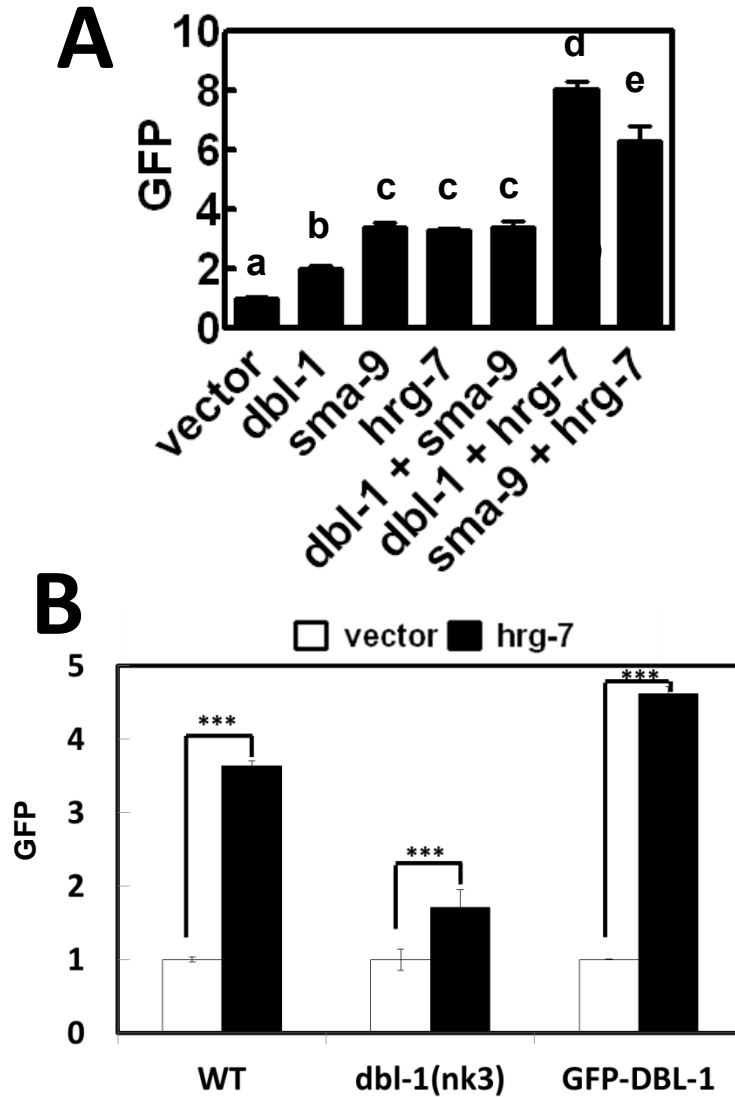 A
GFP
10
8
6
4
2
0
a
b
c
c
c
d
e
vector
dbl-1
sma-9
hrg-7
dbl-1 + sma-9
dbl-1 + hrg-7
sma-9 + hrg-7
B
vector hrg-7
GFP
5
4
3
2
1
0
***
***
***
WT dbl-1(nk3) GFP-DBL-1